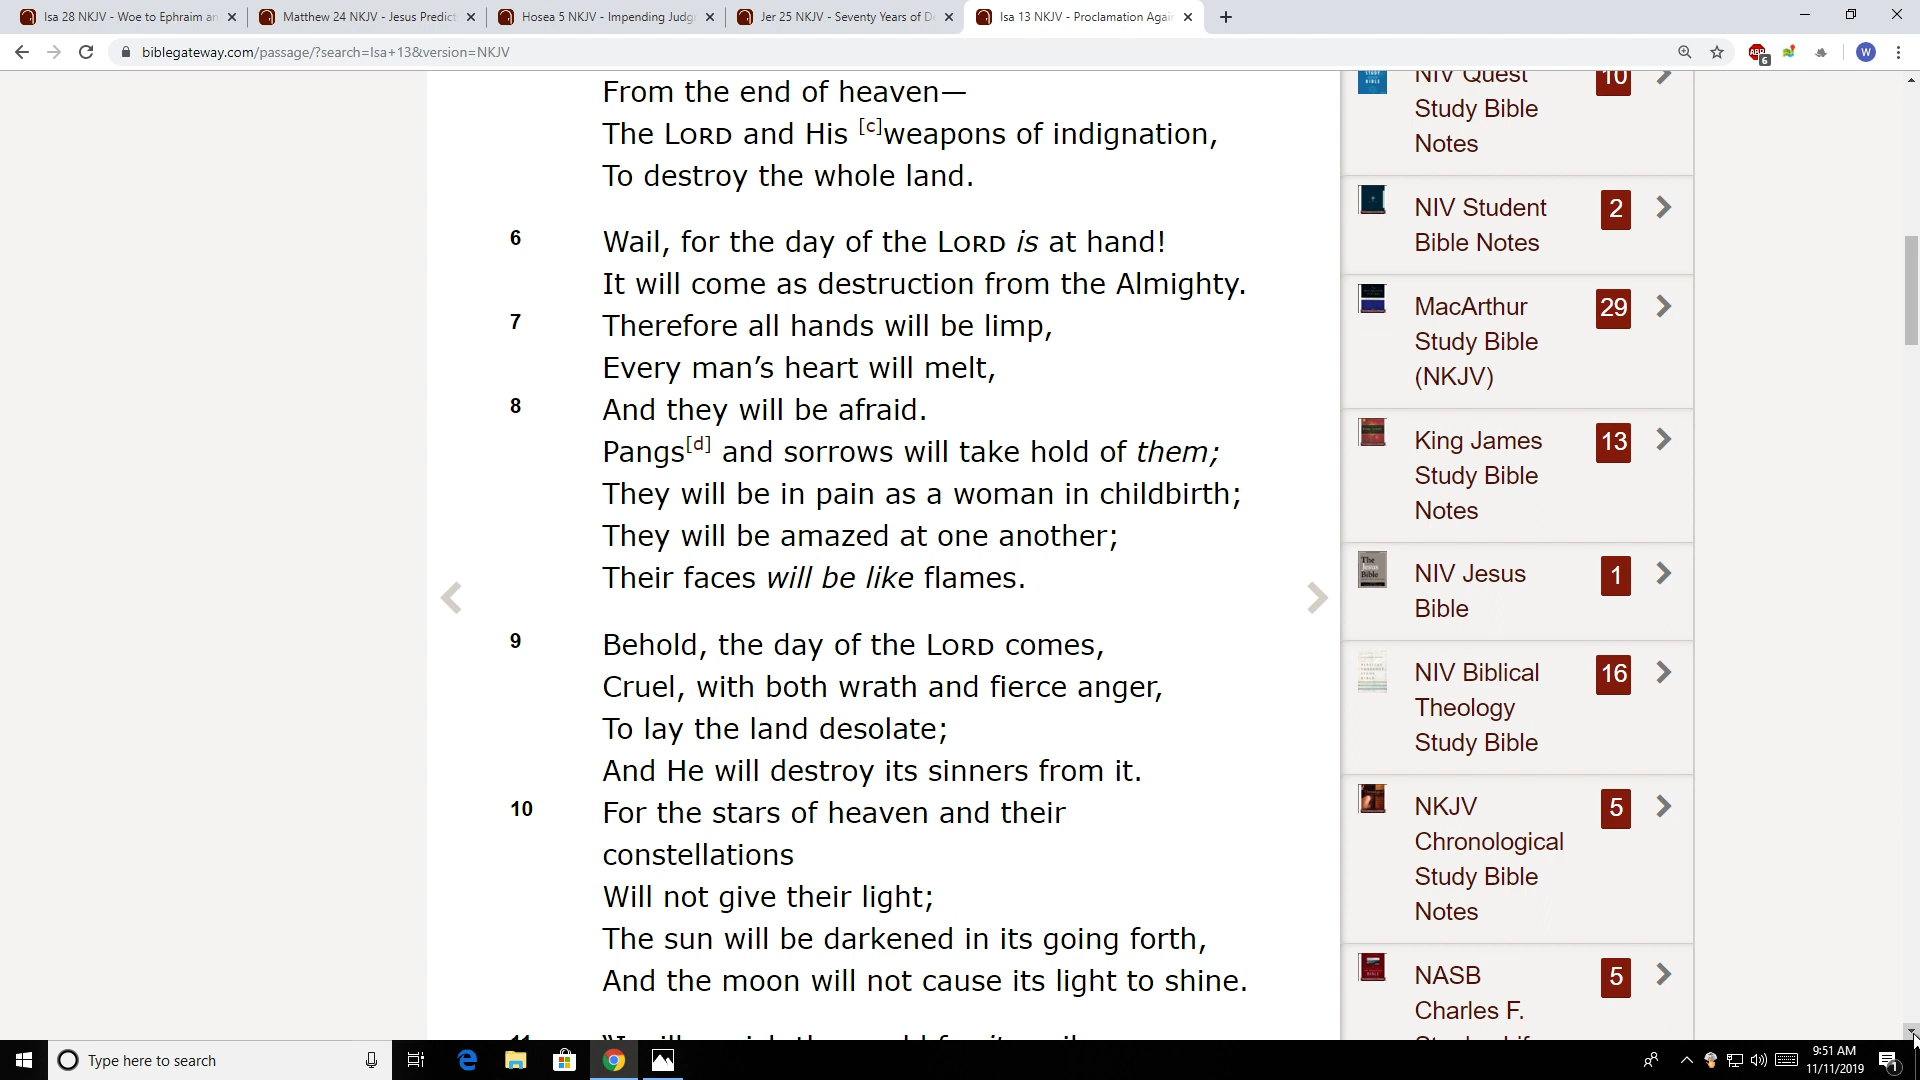 Isa 28 NKJV - Woe to Ephraim an
Matthew 24 NKJV - Jesus Predict
Hosea 5 NKJV - Impending Judg
Jer 25 NKJV - Seventy Years of D
Isa 13 NKJV - Proclamation Agai
biblegateway.com/passage/?search=Isa+13&version=NKJV
ABP
6
W
From the end of heaven—
The LORD and His [c]weapons of indignation,
To destroy the whole land.
6 Wail, for the day of the LORD is at hand!
It will come as destruction from the Almighty.
7 Therefore all hands will be limp,
Every man’s heart will melt,
8 And they will be afraid.
Pangs[d] and sorrows will take hold of them;
They will be in pain as a woman in childbirth;
They will be amazed at one another;
Their faces will be like flames.
9 Behold, the day of the LORD comes,
Cruel, with both wrath and fierce anger,
To lay the land desolate;
And He will destroy its sinners from it.
10 For the stars of heaven and their
constellations
Will not give their light;
The sun will be darkened in its going forth,
And the moon will not cause its light to shine.
NIV Quest 10
Study Bible
Notes
NIV Student 2
Bible Notes
MacArthur 29
Study Bible
(NKJV)
King James 13
Study Bible
Notes
The
Jesus
Bible
NIV Jesus 1
Bible
NIV Biblical 16
Theology
Study Bible
NKJV 5
Chronological
Study Bible
Notes
NASB 5
Charles F.
Type here to search
9:51 AM
11/11/2019
1